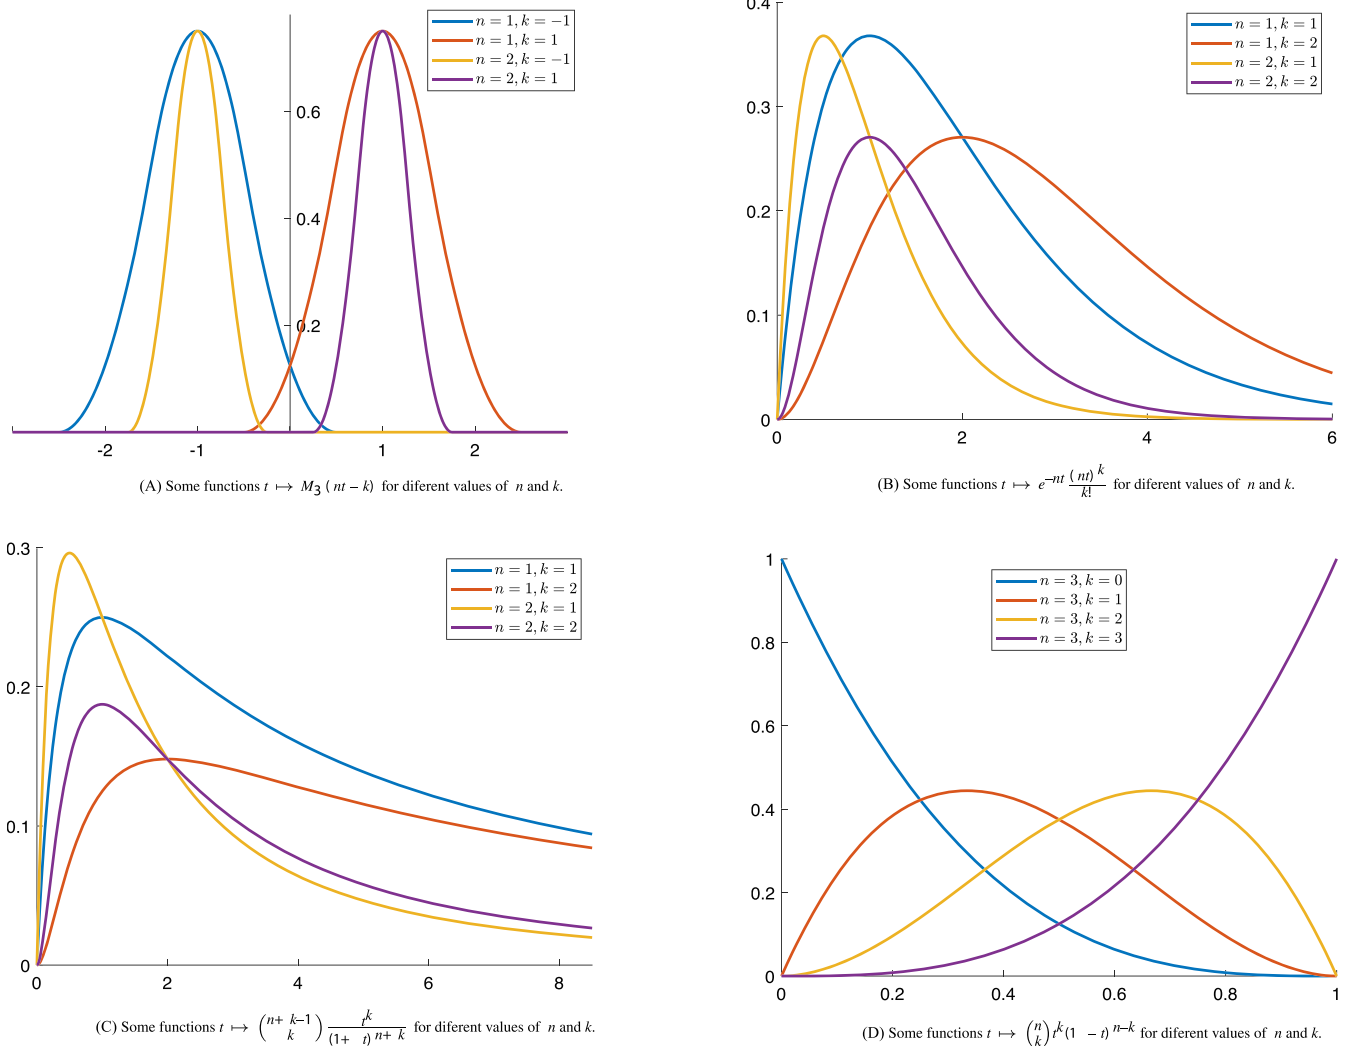 n = 1, k = −1
n = 1, k = 1
n = 2, k = −1
n = 2, k = 1
0.6
0.4
0.2
-2 -1 1 2
(A) Some functions t ↦ M₃ (nt − k) for diferent values of n and k.
n = 1, k = 1
n = 1, k = 2
n = 2, k = 1
n = 2, k = 2
0.4
0.3
0.2
0.1
0
0 2 4 6
(B) Some functions t ↦ e^{−nt} \frac{(nt)^k}{k!} for diferent values of n and k.
n = 1, k = 1
n = 1, k = 2
n = 2, k = 1
n = 2, k = 2
0.3
0.2
0.1
0
0 2 4 6 8
(C) Some functions t ↦ \binom{n+k−1}{k} \frac{t^k}{(1+t)^{n+k}} for diferent values of n and k.
n = 3, k = 0
n = 3, k = 1
n = 3, k = 2
n = 3, k = 3
1
0.8
0.6
0.4
0.2
0
0 0.2 0.4 0.6 0.8 1
(D) Some functions t ↦ \binom{n}{k} t^k (1 − t)^{n−k} for diferent values of n and k.